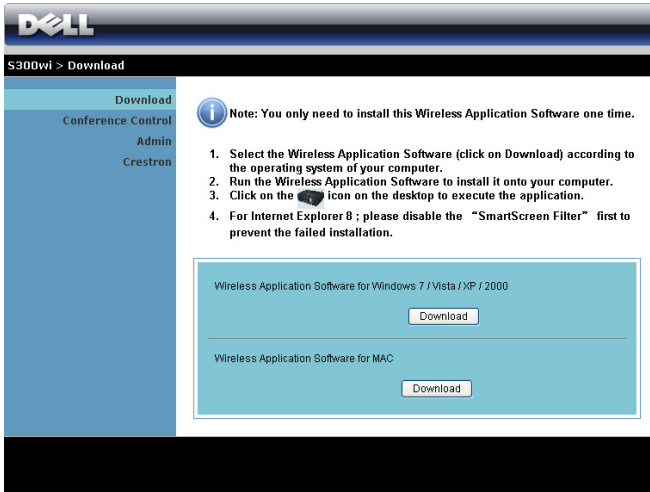 DELL
S300wi > Download
Download
Conference Control
Admin
Crestron
Note: You only need to install this Wireless Application Software one time.
1. Select the Wireless Application Software (click on Download) according to
the operating system of your computer.
2. Run the Wireless Application Software to install it onto your computer.
3. Click on the icon on the desktop to execute the application.
4. For Internet Explorer 8 ; please disable the “SmartScreen Filter” first to
prevent the failed installation.
Wireless Application Software for Windows 7 / Vista / XP / 2000
Download
Wireless Application Software for MAC
Download